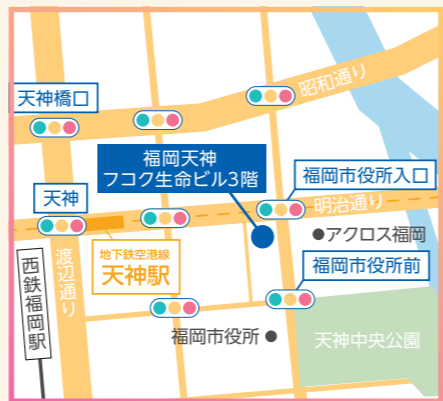 昭和通り
天神橋口
福岡天神
フコク生命ビル3階
福岡市役所入口
天神
明治通り
アクロス福岡
地下鉄空港線
天神駅
渡辺通り
西鉄福岡駅
福岡市役所前
福岡市役所
天神中央公園